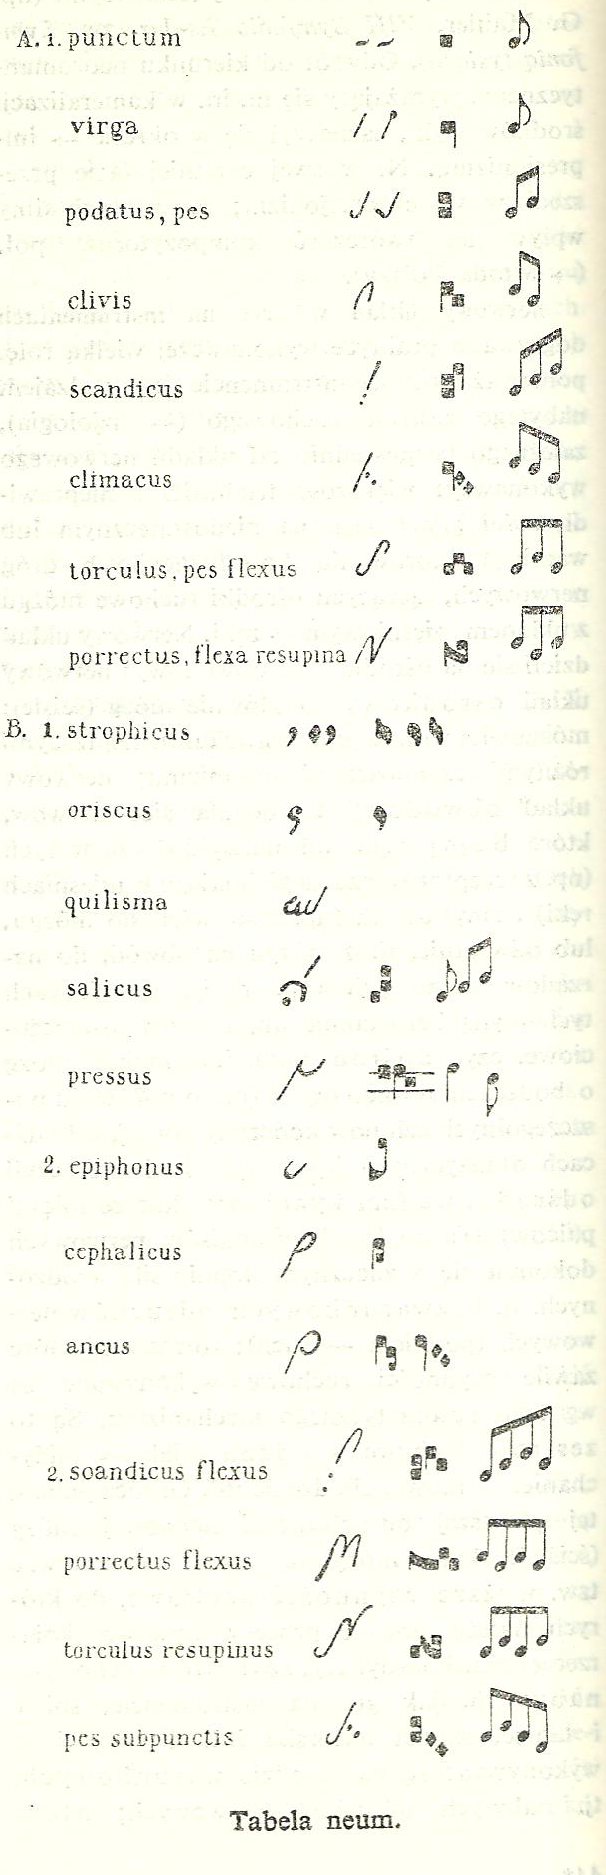 A. 1. punctum
virga
podatus, pes
clivis
scandicus
climacus
torculus, pes flexus
porrectus, flexa resupina
B. 1. strophicus
oriscus
quilisma
salicus
pressus
2. epiphonus
cephalicus
ancus
2. scandicus flexus
porrectus flexus
torculus resupinus
pes subpunctis
Tabela neum.